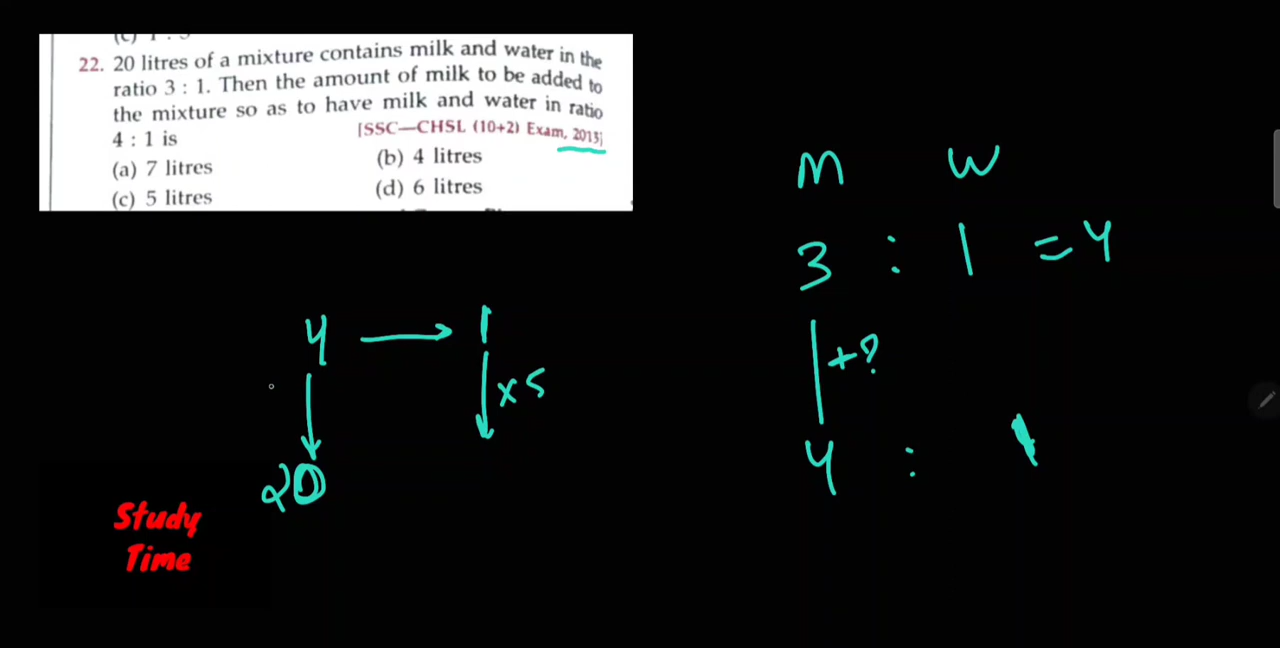 22. 20 litres of a mixture contains milk and water in the
ratio 3 : 1. Then the amount of milk to be added to
the mixture so as to have milk and water in ratio
4 : 1 is
[SSC—CHSL (10+2) Exam, 2013]
(a) 7 litres
(b) 4 litres
(c) 5 litres
(d) 6 litres
M W
3 : 1 = 4
+?
4 : 1
4 → 1
×5
20
Study
Time